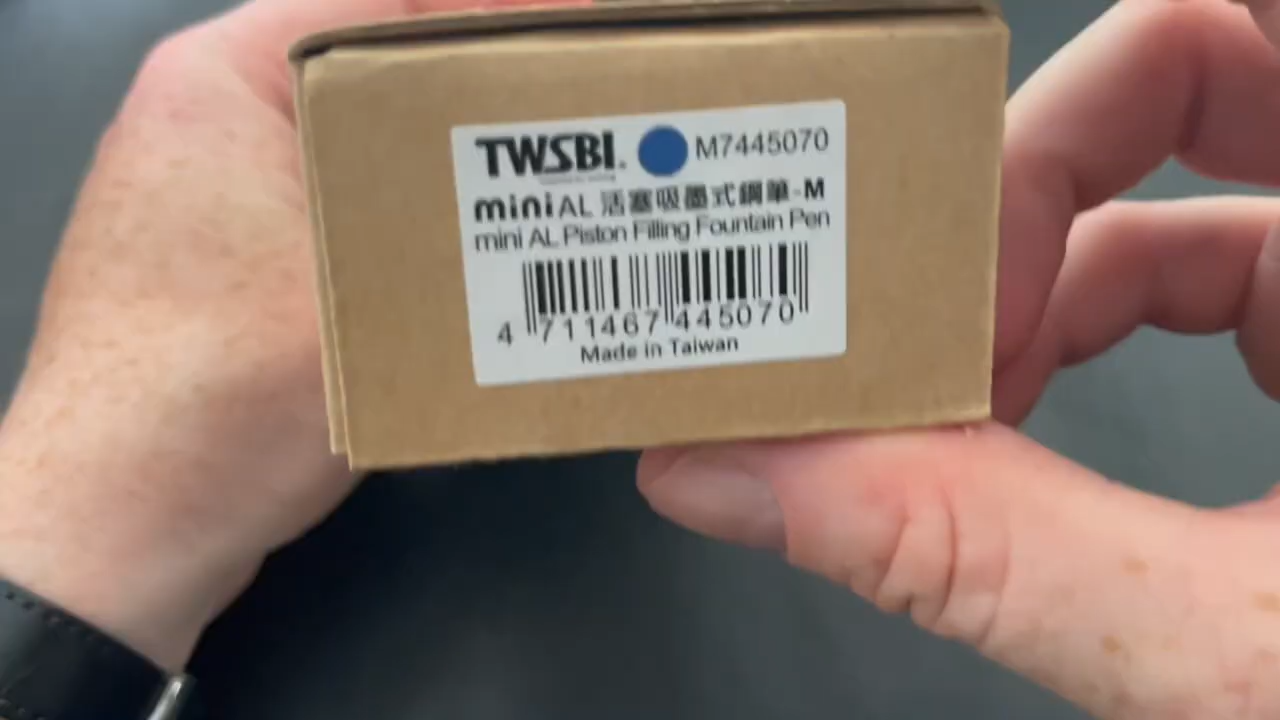 TWSBI. M7445070
mini AL 活塞吸墨式鋼筆-M
mini AL Piston Filling Fountain Pen
4 711467 445070
Made in Taiwan